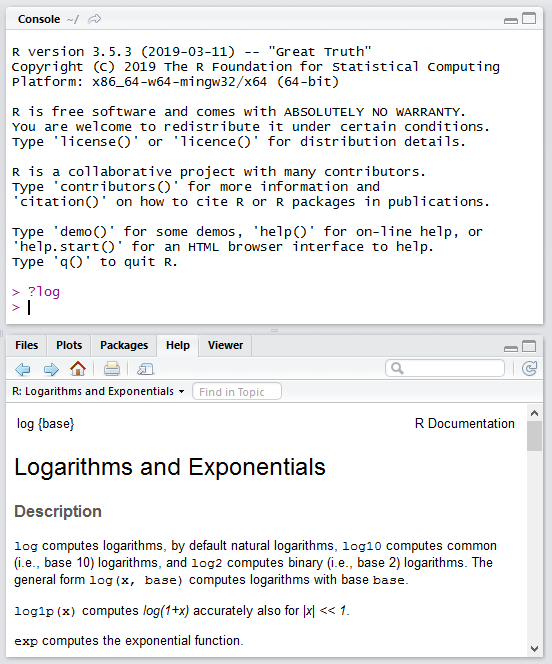 Console ~/
R version 3.5.3 (2019-03-11) -- "Great Truth"
Copyright (C) 2019 The R Foundation for Statistical Computing
Platform: x86_64-w64-mingw32/x64 (64-bit)
R is free software and comes with ABSOLUTELY NO WARRANTY.
You are welcome to redistribute it under certain conditions.
Type 'license()' or 'licence()' for distribution details.
R is a collaborative project with many contributors.
Type 'contributors()' for more information and
'citation()' on how to cite R or R packages in publications.
Type 'demo()' for some demos, 'help()' for on-line help, or
'help.start()' for an HTML browser interface to help.
Type 'q()' to quit R.
> ?log
>
Files Plots Packages Help Viewer
R: Logarithms and Exponentials Find in Topic
log {base} R Documentation
Logarithms and Exponentials
Description
log computes logarithms, by default natural logarithms, log10 computes common
(i.e., base 10) logarithms, and log2 computes binary (i.e., base 2) logarithms. The
general form log(x, base) computes logarithms with base base.
log1p(x) computes log(1+x) accurately also for |x| << 1.
exp computes the exponential function.